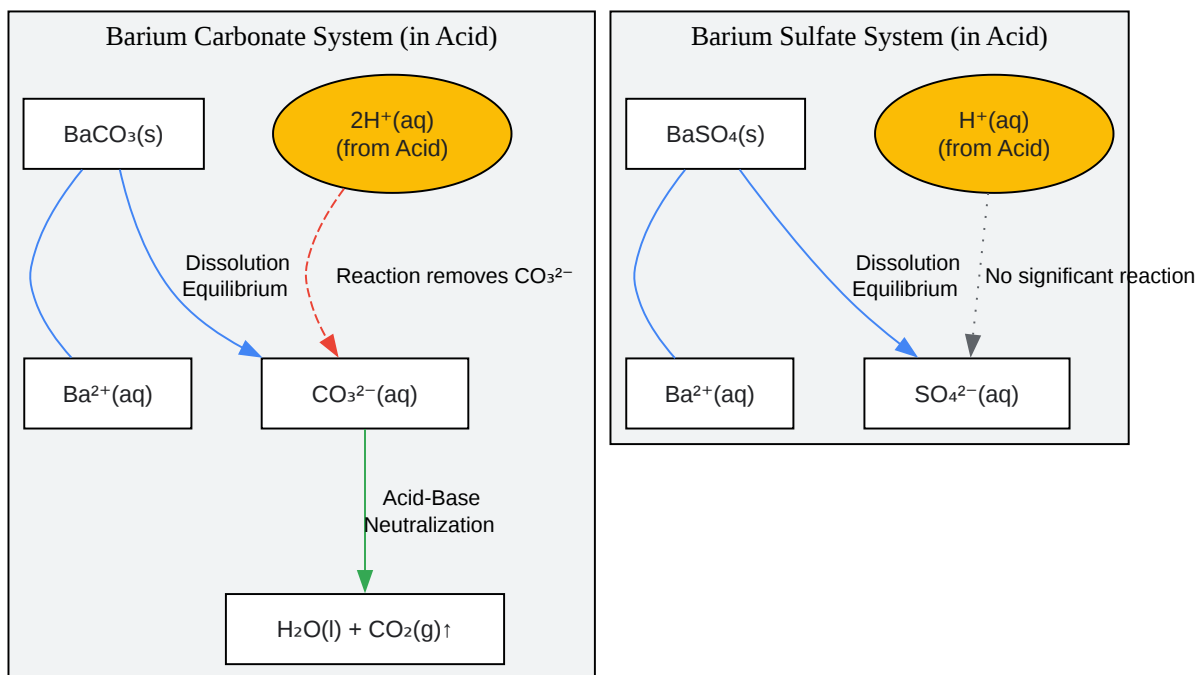 Barium Carbonate System (in Acid)
BaCO₃(s)
2H⁺(aq)
(from Acid)
Dissolution
Equilibrium
Reaction removes CO₃²⁻
Ba²⁺(aq)
CO₃²⁻(aq)
Acid-Base
Neutralization
H₂O(l) + CO₂(g)↑
Barium Sulfate System (in Acid)
BaSO₄(s)
H⁺(aq)
(from Acid)
Dissolution
Equilibrium
No significant reaction
Ba²⁺(aq)
SO₄²⁻(aq)